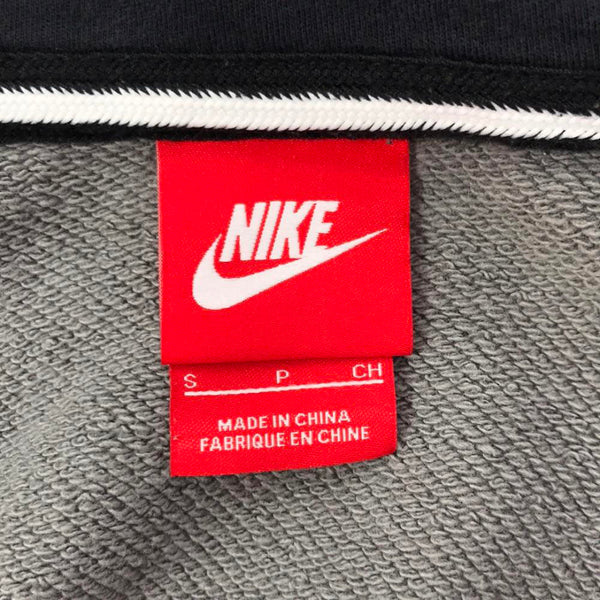 NIKE
S P CH
MADE IN CHINA
FABRIQUE EN CHINE